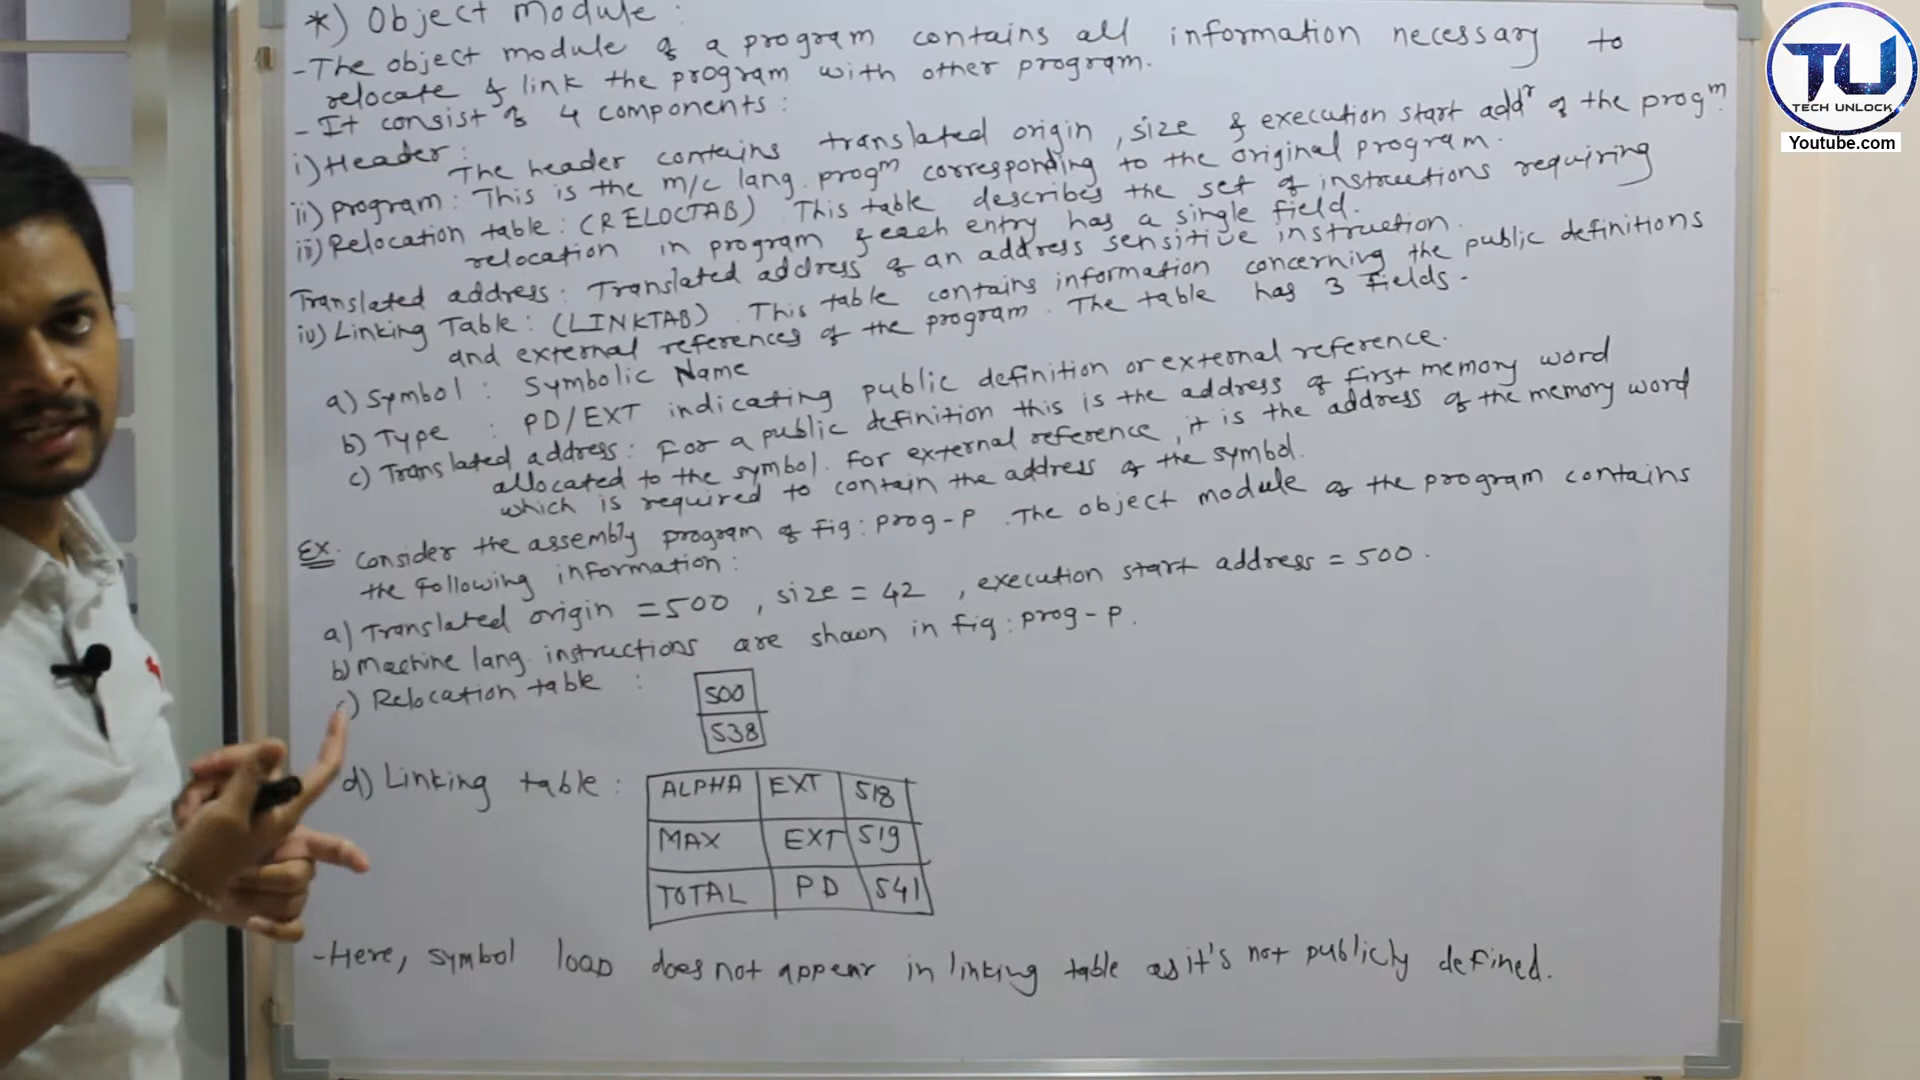 *) Object Module :
- The object module of a program contains all information necessary to
relocate & link the program with other program.
- It consist of 4 components :
i) Header :
The header contains translated origin, size & execution start addr of the progm.
ii) Program : This is the m/c lang. progm corresponding to the original program.
iii) Relocation table : (RELOCTAB) This table describes the set of instructions requiring
relocation in program & each entry has a single field.
Translated address : Translated address of an address sensitive instruction.
iv) Linking Table : (LINKTAB) This table contains information concerning the public definitions
and external references of the program. The table has 3 fields.
a) Symbol : Symbolic Name
b) Type : PD/EXT indicating public definition or external reference.
c) Translated address : For a public definition this is the address of first memory word
allocated to the symbol. For external reference, it is the address of the memory word
which is required to contain the address of the symbol.
EX. Consider the assembly program of fig : prog-P. The object module of the program contains
the following information :
a) Translated origin = 500, size = 42, execution start address = 500.
b) Machine lang. instructions are shown in fig : prog-P.
c) Relocation table :
500
538
d) Linking table :
ALPHA EXT 518
MAX EXT 519
TOTAL PD 541
- Here, symbol LOAD does not appear in linking table as it's not publicly defined.
TU
TECH UNLOCK
Youtube.com